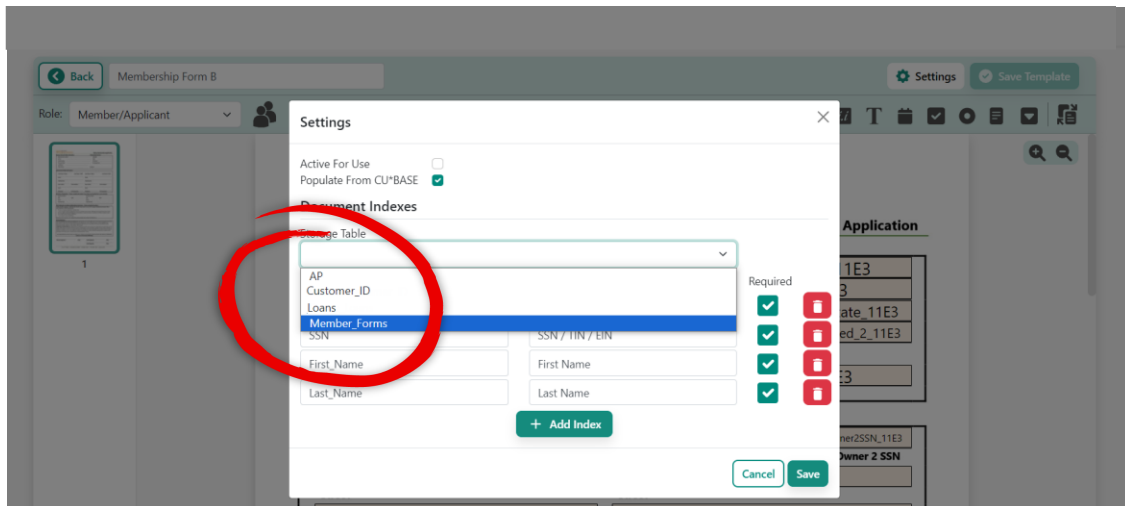 Back
Membership Form B
Settings
Save Template
Role:
Member/Applicant
Settings
Active For Use
Populate From CU*BASE
Document Indexes
Storage Table
AP
Customer_ID
Loans
Member_Forms
Required
SSN
SSN / TIN / EIN
First_Name
First Name
Last_Name
Last Name
+ Add Index
Cancel
Save
1
Application
11E3
3
ate_11E3
ed_2_11E3
E3
ner2SSN_11E3
Owner 2 SSN